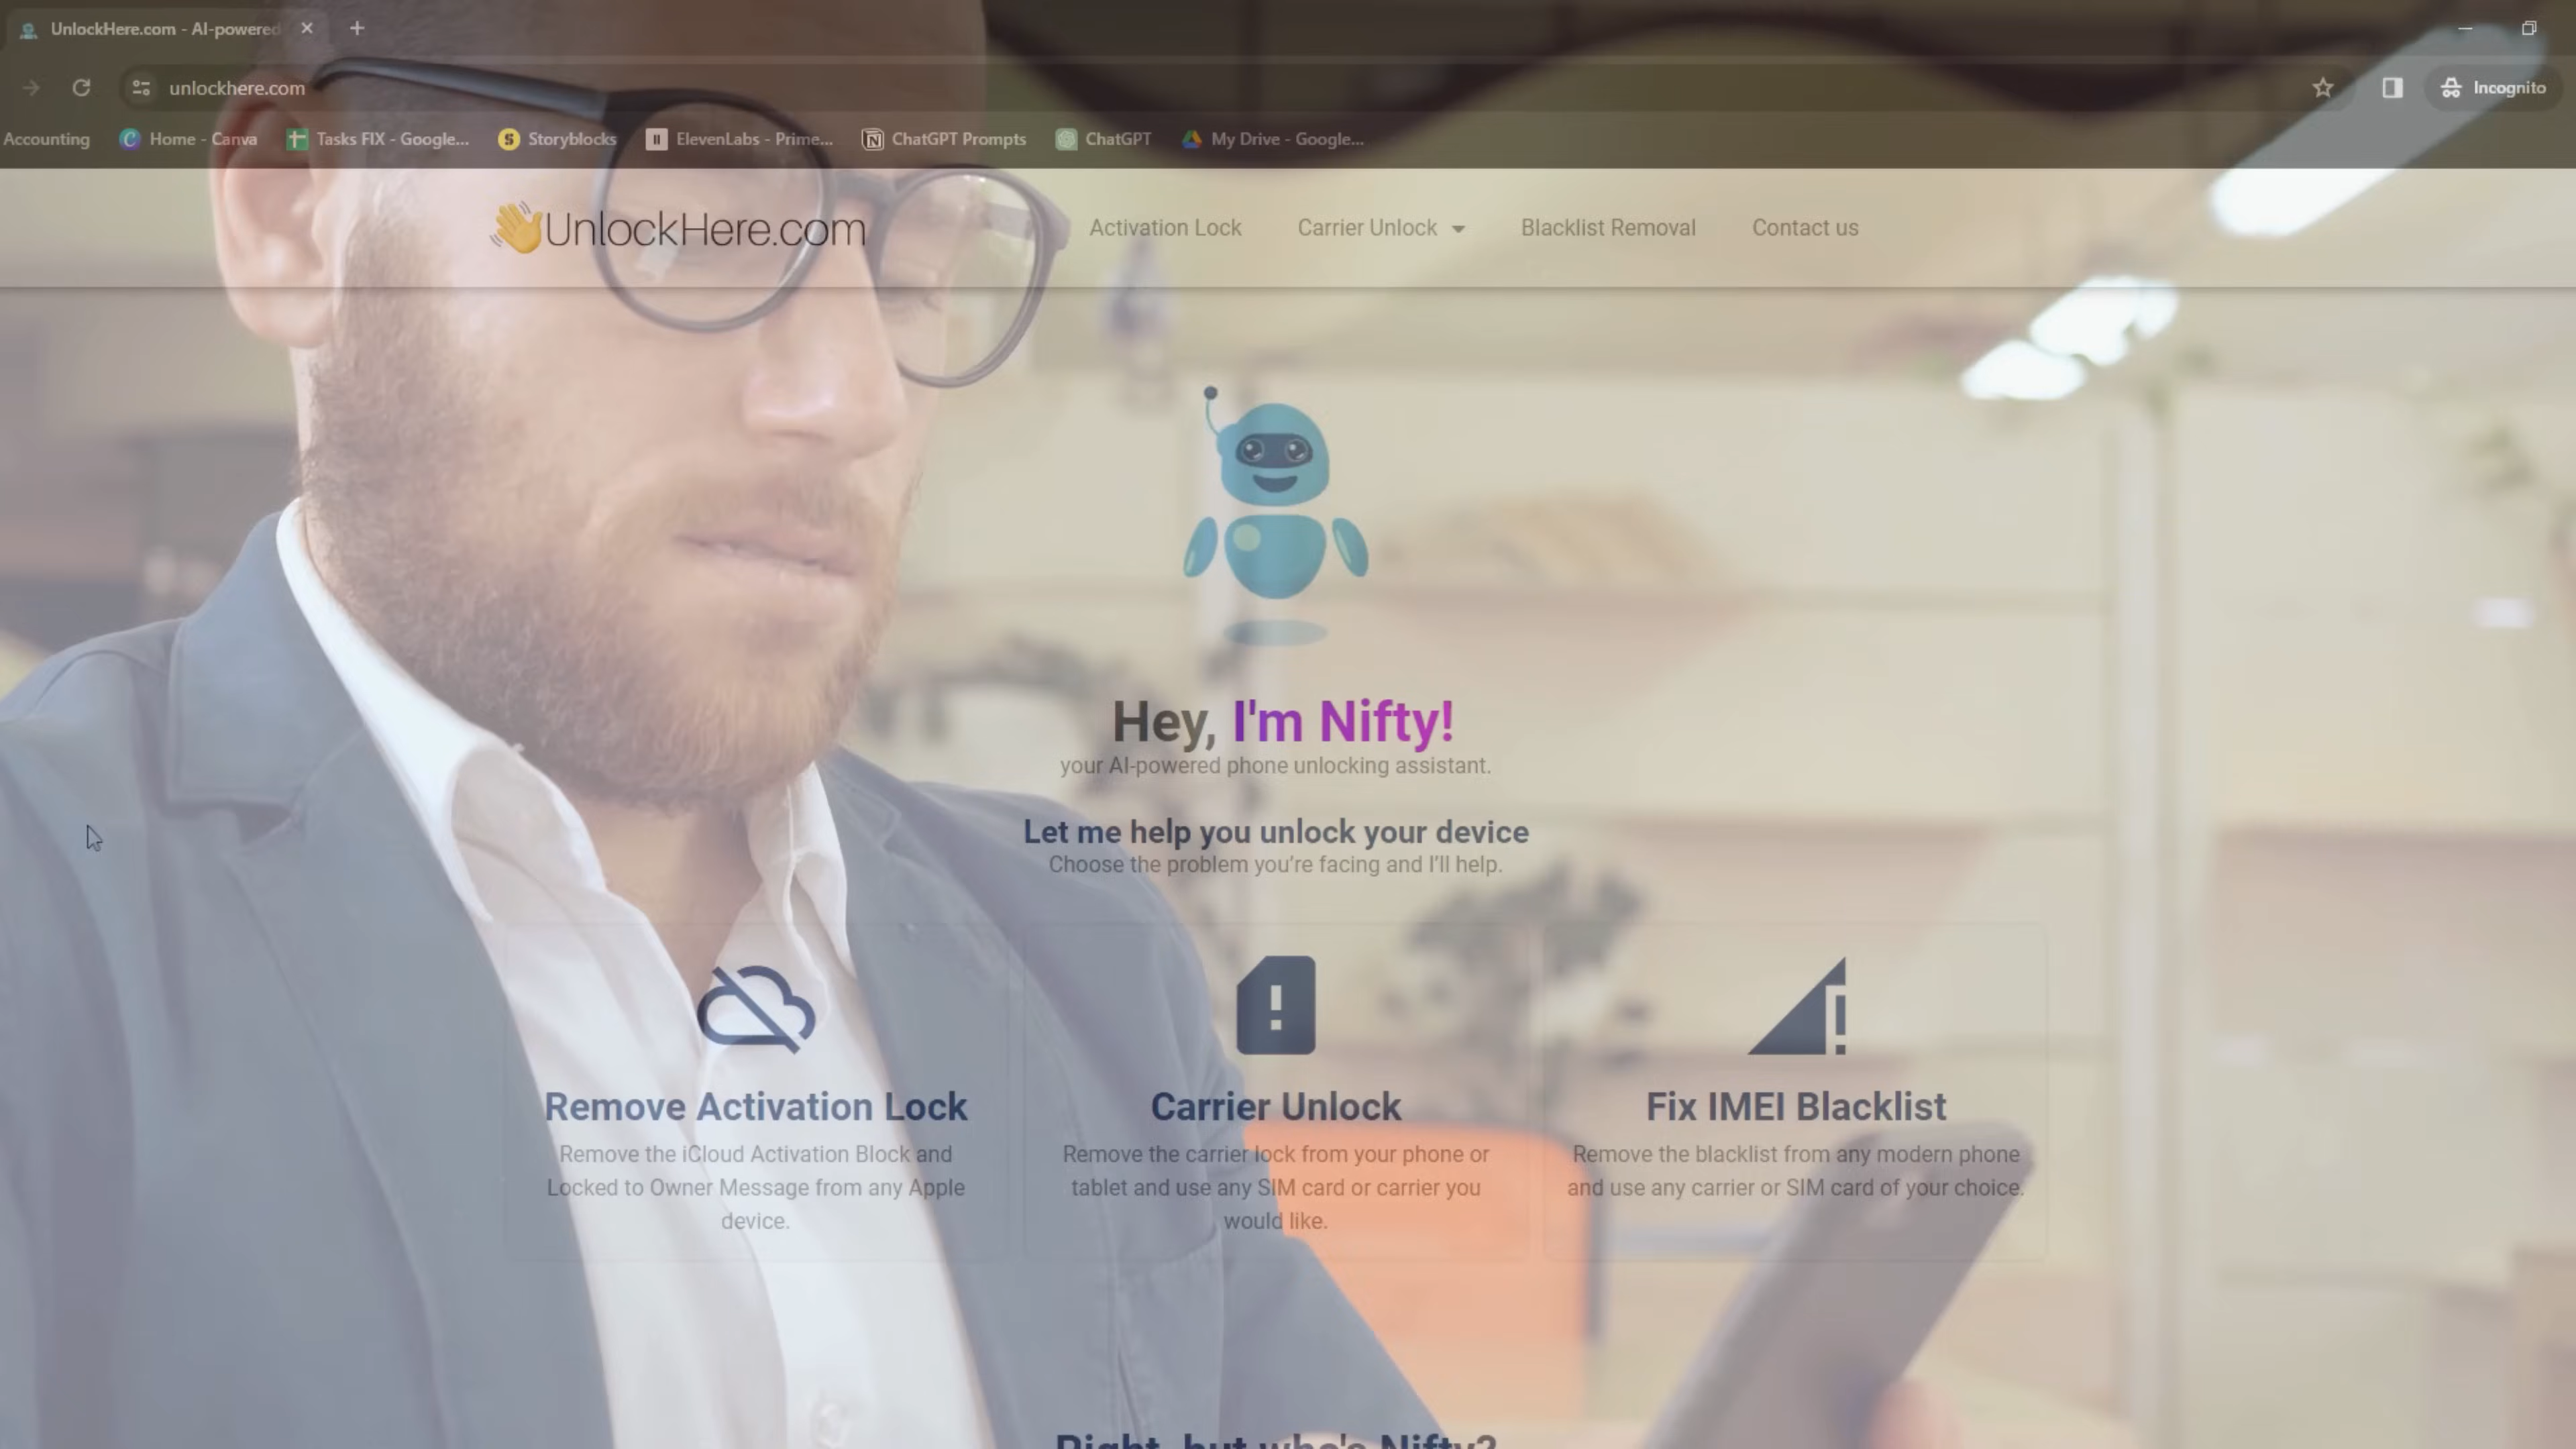 UnlockHere.com - AI-powered
unlockhere.com
Incognito
Accounting
Home - Canva
Tasks FIX - Google...
Storyblocks
ElevenLabs - Prime...
ChatGPT Prompts
ChatGPT
My Drive - Google...
UnlockHere.com
Activation Lock
Carrier Unlock
Blacklist Removal
Contact us
Hey, I'm Nifty!
your AI-powered phone unlocking assistant.
Let me help you unlock your device
Choose the problem you're facing and I'll help.
Remove Activation Lock
Remove the iCloud Activation Block and
Locked to Owner Message from any Apple
device.
Carrier Unlock
Remove the carrier lock from your phone or
tablet and use any SIM card or carrier you
would like.
Fix IMEI Blacklist
Remove the blacklist from any modern phone
and use any carrier or SIM card of your choice.
Right, but who's Nifty?